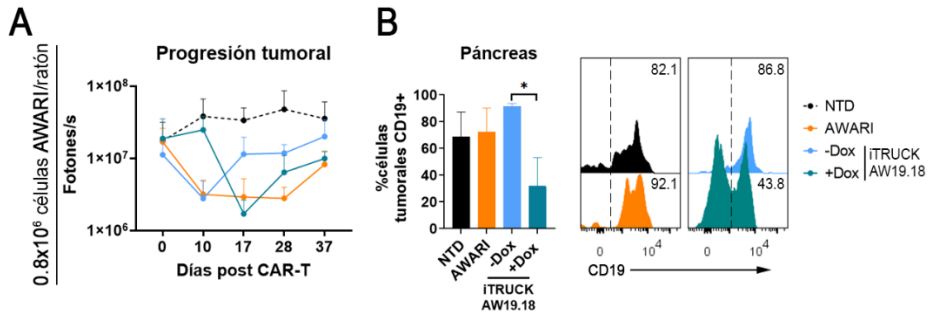 A
0.8x10⁶ células AWARI/ratón
Progresión tumoral
Fotones/s
1×10⁸
1×10⁷
1×10⁶
0 10 17 28 37
Días post CAR-T
B
Páncreas
%células
tumorales CD19+
100
80
60
40
20
0
*
NTD
AWARI
-Dox
+Dox
iTRUCK
AW19.18
82.1
92.1
0 10⁴
86.8
43.8
0 10⁴
CD19
NTD
AWARI
-Dox
+Dox
iTRUCK
AW19.18